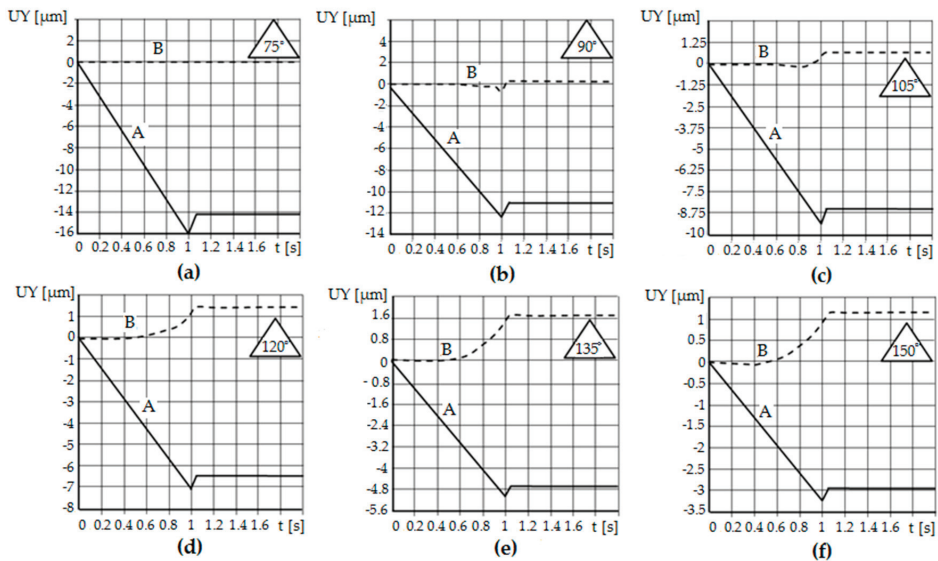 UY [µm]
2
0
-2
-4
-6
-8
-10
-12
-14
-16
B
A
75°
0 0.2 0.4 0.6 0.8 1 1.2 1.4 1.6 t [s]
(a)
UY [µm]
6
4
2
0
-2
-4
-6
-8
-10
-12
-14
B
A
90°
0 0.2 0.4 0.6 0.8 1 1.2 1.4 1.6 t [s]
(b)
UY [µm]
1.25
0
-1.25
-2.5
-3.75
-5
-6.25
-7.5
-8.75
-10
B
A
105°
0 0.2 0.4 0.6 0.8 1 1.2 1.4 1.6 t [s]
(c)
UY [µm]
1
0
1
-2
-3
-4
-5
-6
-7
-8
B
A
120°
0 0.2 0.4 0.6 0.8 1 1.2 1.4 1.6 t [s]
(d)
UY [µm]
1.6
0.8
0
-0.8
-1.6
-2.4
-3.2
-4
-4.8
-5.6
B
A
135°
0 0.2 0.4 0.6 0.8 1 1.2 1.4 1.6 t [s]
(e)
UY [µm]
1
0.5
0
-0.5
-1
-1.5
-2
-2.5
-3
-3.5
B
A
150°
0 0.2 0.4 0.6 0.8 1 1.2 1.4 1.6 t [s]
(f)